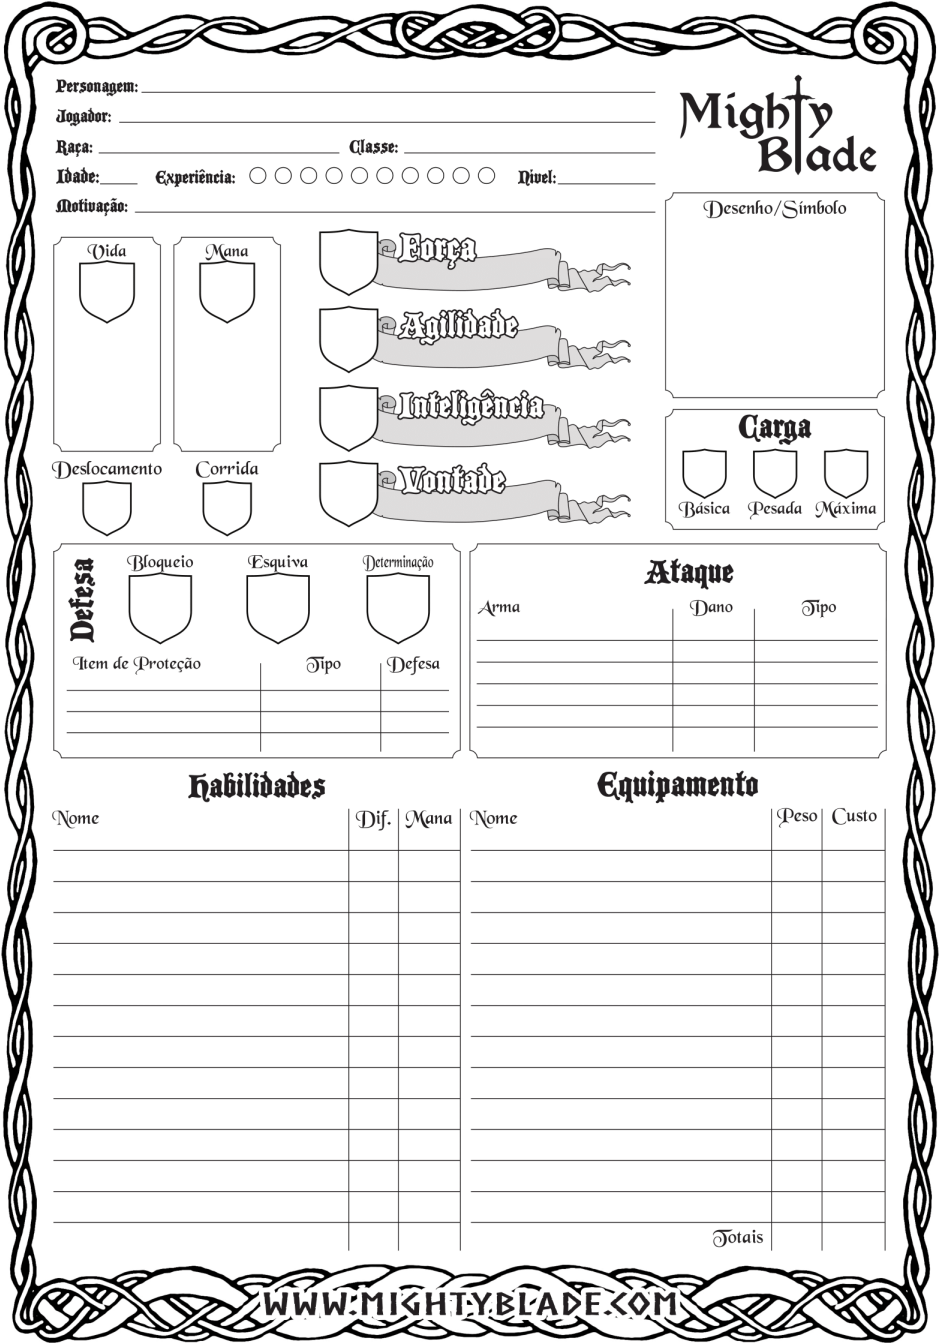 Personagem:
Jogador:
Raça: Classe:
Idade: Experiência: Nivel:
Motivação:
Mighty
Blade
Desenho/Símbolo
Vida Mana
Força
Agilidade
Inteligência
Vontade
Deslocamento Corrida
Carga
Básica Pesada Máxima
Defesa
Bloqueio Esquiva Determinação
Item de Proteção Tipo Defesa
Ataque
Arma Dano Tipo
Habilidades
Nome Dif. Mana
Equipamento
Nome Peso Custo
Totais
WWW.MIGHTYBLADE.COM